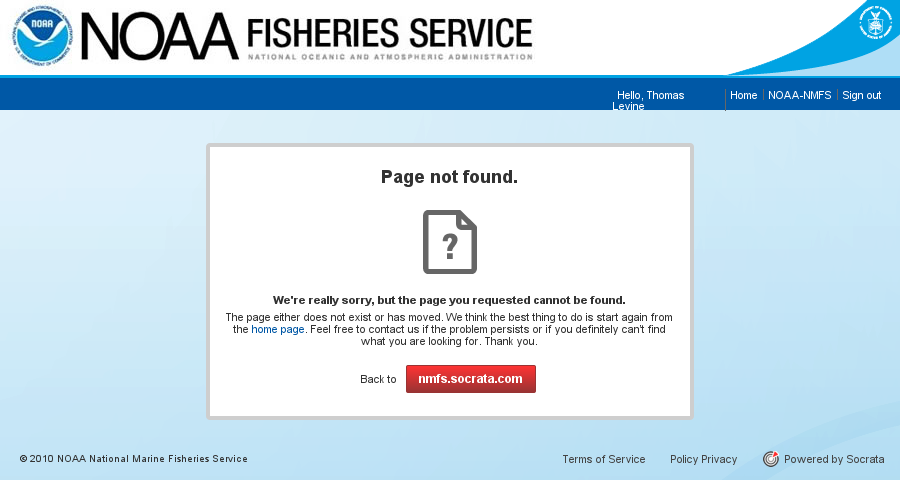 NOAA FISHERIES SERVICE
NATIONAL OCEANIC AND ATMOSPHERIC ADMINISTRATION
Hello, Thomas
Levine
Home NOAA-NMFS Sign out
Page not found.
?
We're really sorry, but the page you requested cannot be found.
The page either does not exist or has moved. We think the best thing to do is start again from
the home page. Feel free to contact us if the problem persists or if you definitely can't find
what you are looking for. Thank you.
Back to nmfs.socrata.com
© 2010 NOAA National Marine Fisheries Service
Terms of Service Policy Privacy Powered by Socrata